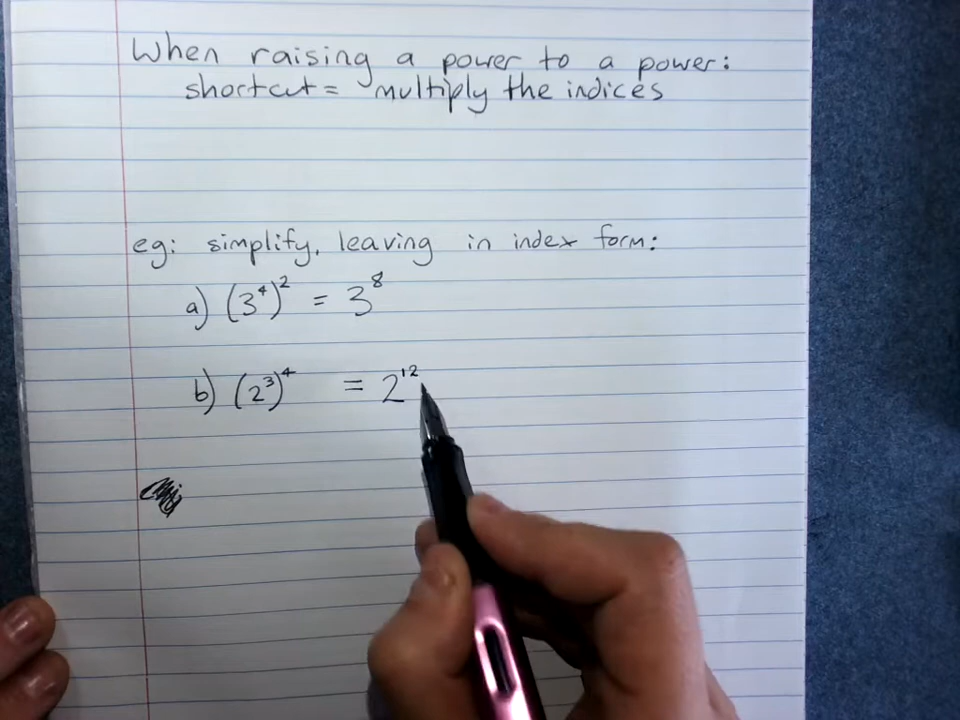 When raising a power to a power:
shortcut = multiply the indices
eg: simplify, leaving in index form:
a) (3⁴)² = 3⁸
b) (2³)⁴ = 2¹²